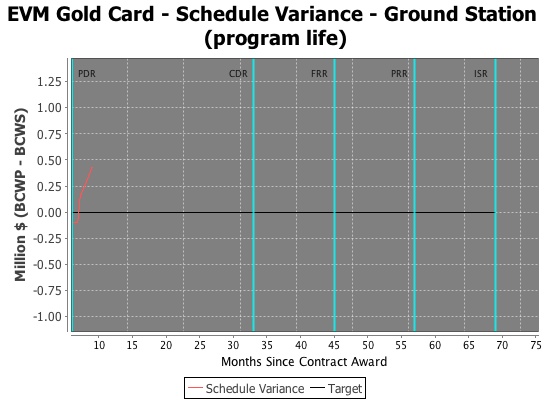 EVM Gold Card - Schedule Variance - Ground Station
(program life)
PDR CDR FRR PRR ISR
Million $ (BCWP - BCWS)
1.25
1.00
0.75
0.50
0.25
0.00
-0.25
-0.50
-0.75
-1.00
10 15 20 25 30 35 40 45 50 55 60 65 70 75
Months Since Contract Award
Schedule Variance Target